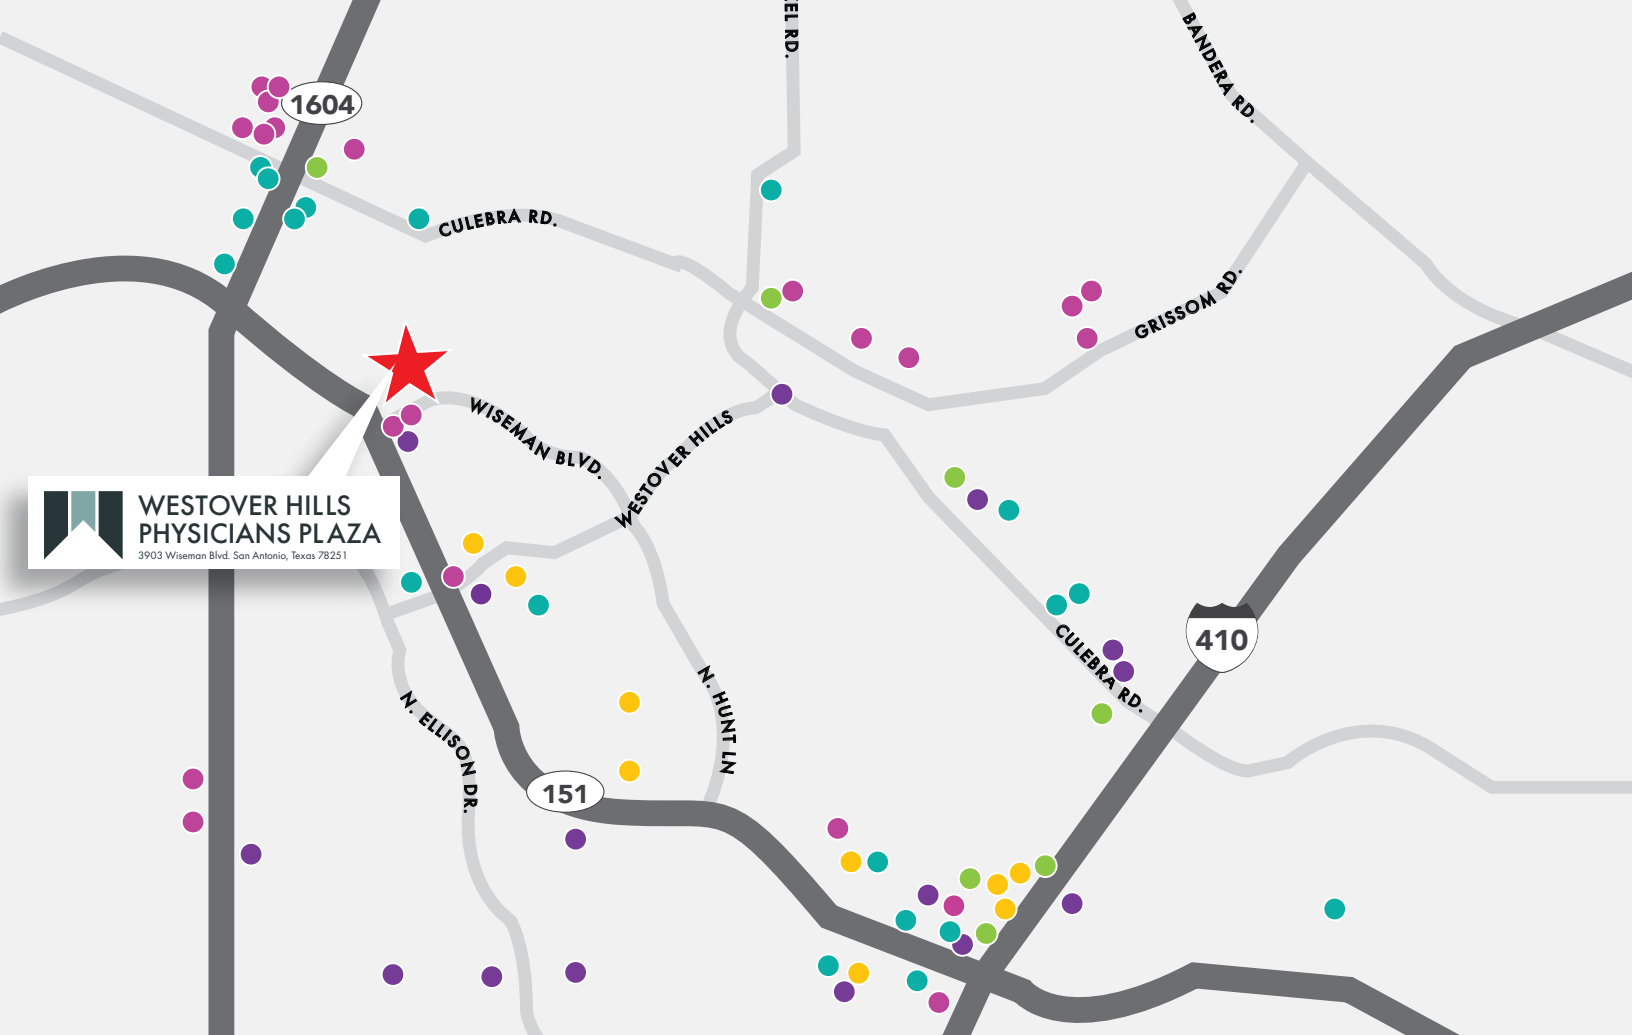 RD.
BANDERA RD.
1604
CULEBRA RD.
GRISSOM RD.
WISEMAN BLVD.
WESTOVER HILLS
WESTOVER HILLS
PHYSICIANS PLAZA
3903 Wiseman Blvd. San Antonio, Texas 78251
410
CULEBRA RD.
N. HUNT LN
N. ELLISON DR.
151